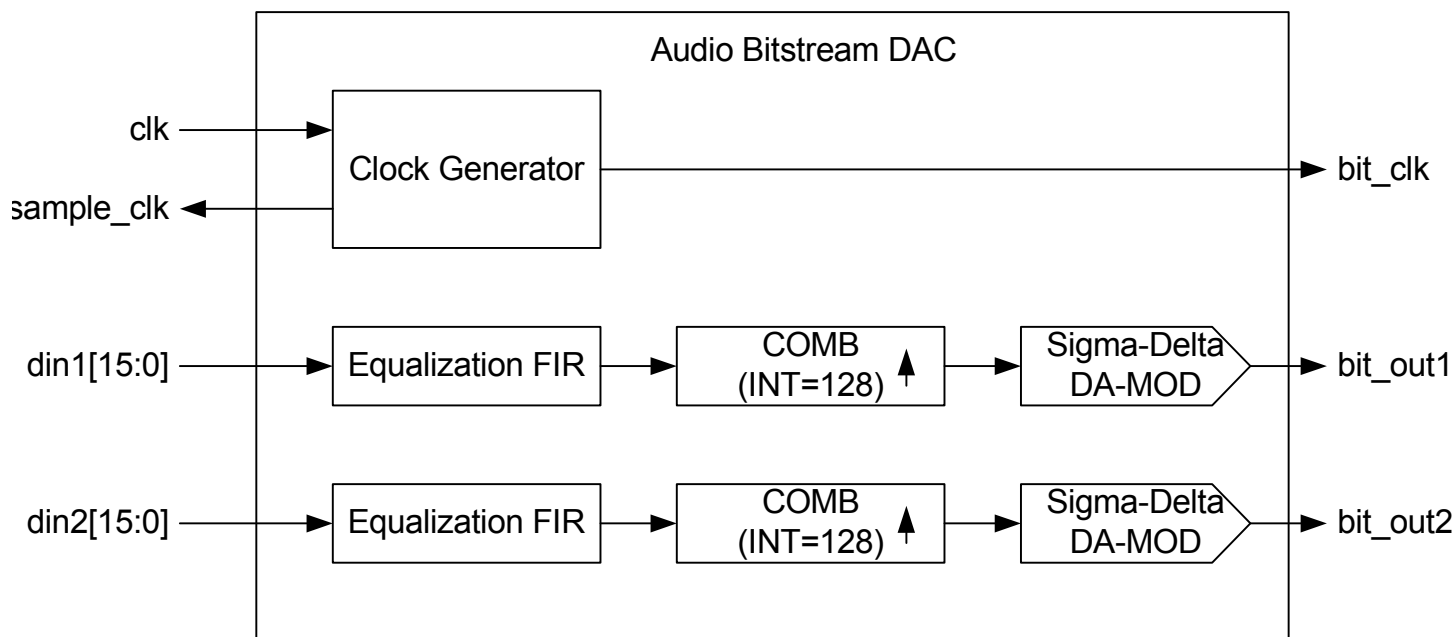 Audio Bitstream DAC
clk
Clock Generator
bit_clk
sample_clk
din1[15:0]
Equalization FIR
COMB
(INT=128)
Sigma-Delta
DA-MOD
bit_out1
din2[15:0]
Equalization FIR
COMB
(INT=128)
Sigma-Delta
DA-MOD
bit_out2